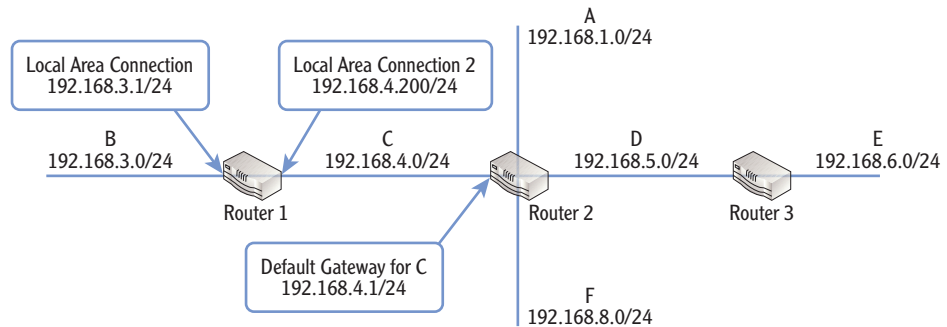 A
192.168.1.0/24
Local Area Connection
192.168.3.1/24
Local Area Connection 2
192.168.4.200/24
B
192.168.3.0/24
C
192.168.4.0/24
D
192.168.5.0/24
E
192.168.6.0/24
Router 1
Router 2
Router 3
Default Gateway for C
192.168.4.1/24
F
192.168.8.0/24